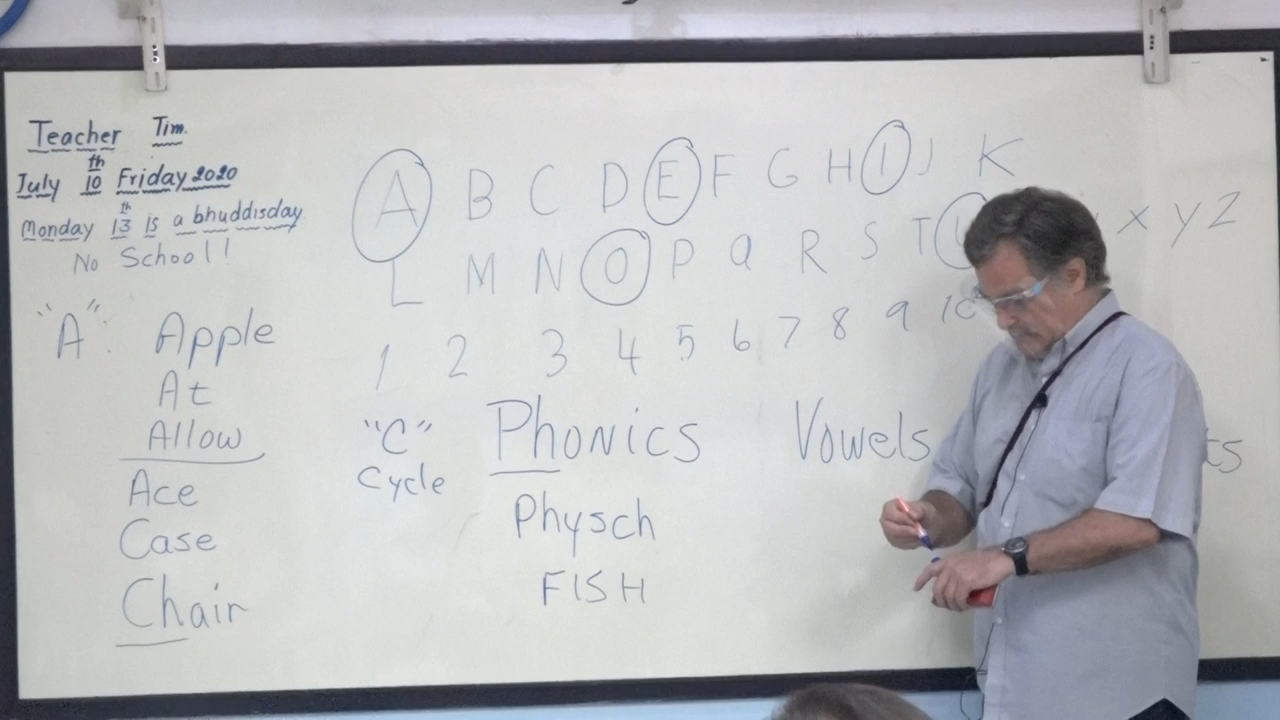 Teacher Tim.
July 10th Friday 2020
Monday 13th is a bhuddisday
No School!
"A": Apple
At
Allow
Ace
Case
Chair
A B C D E F G H I J K
L M N O P Q R S T X Y Z
1 2 3 4 5 6 7 8 9 10
"C"
Cycle
Phonics
Physch
FISH
Vowels